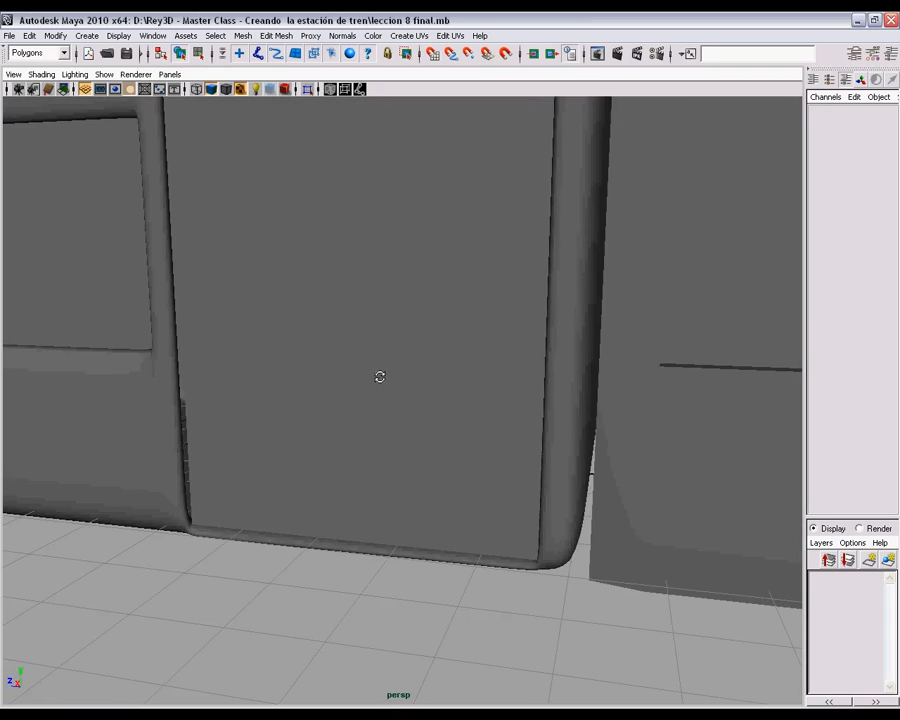 Autodesk Maya 2010 x64: D:\Rey3D - Master Class - Creando la estación de tren\leccion 8 final.mb
File Edit Modify Create Display Window Assets Select Mesh Edit Mesh Proxy Normals Color Create UVs Edit UVs Help
Polygons
View Shading Lighting Show Renderer Panels
Channels Edit Object
Display Render
Layers Options Help
persp
y
z x
<< >>